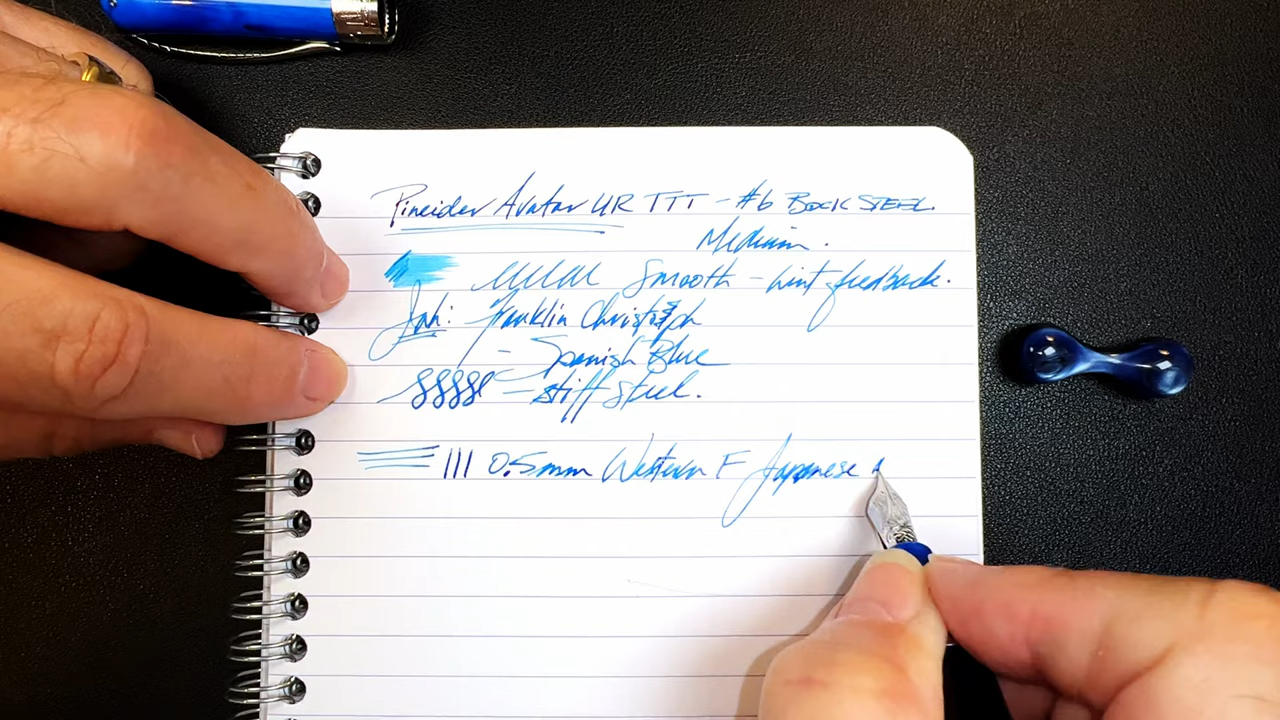 Pineider Avatar UR TTT - #6 BOCK STEEL.
Medium.
Smooth - hint feedback.
Ink: Franklin Christoph
- Spanish Blue
- stiff steel.
0.5mm Western F Japanese